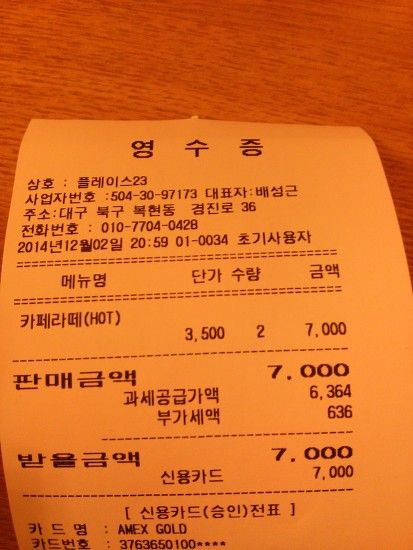 영 수 증
상호 : 플레이스23
사업자번호 :504-30-97173 대표자:배성근
주소:대구 북구 복현동 경진로 36
전화번호 : 010-7704-0428
2014년12월02일 20:59 01-0034 초기사용자
메뉴명 단가 수량 금액
카페라떼(HOT)
3,500 2 7,000
판매금액 7,000
과세공급가액 6,364
부가세액 636
받을금액 7,000
신용카드 7,000
[ 신용카드(승인)전표 ]
카 드 명 : AMEX GOLD
카드번호 : 3763650100****